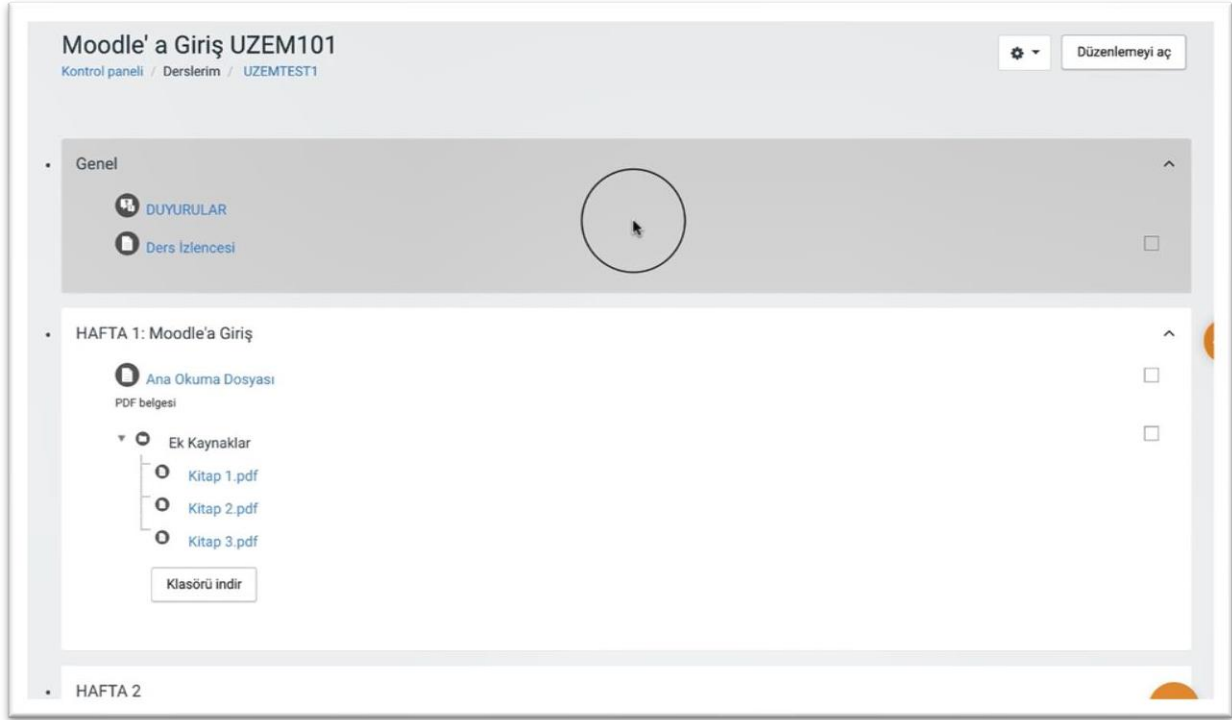 Moodle' a Giriş UZEM101
Kontrol paneli / Derslerim / UZEMTEST1
Düzenlemeyi aç
Genel
DUYURULAR
Ders İzlencesi
HAFTA 1: Moodle'a Giriş
Ana Okuma Dosyası
PDF belgesi
Ek Kaynaklar
Kitap 1.pdf
Kitap 2.pdf
Kitap 3.pdf
Klasörü indir
HAFTA 2